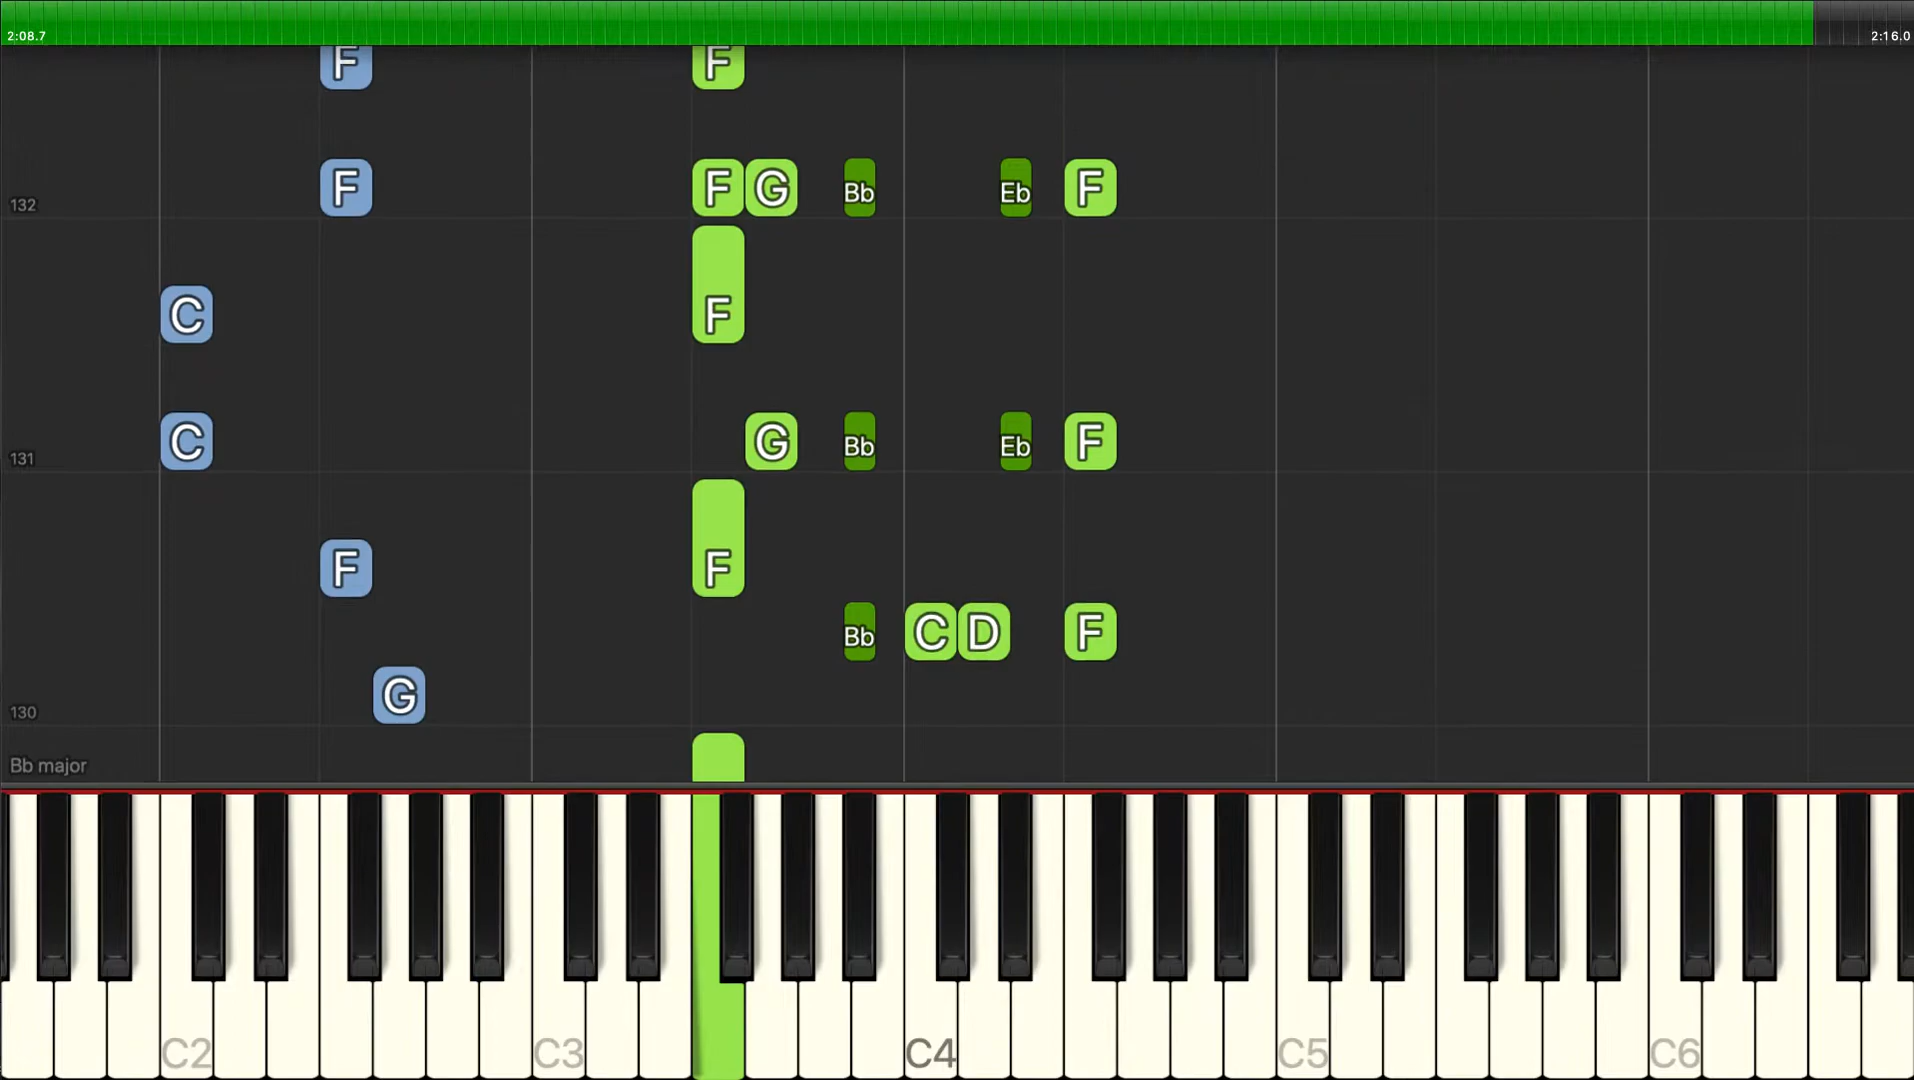 2:08.7 2:16.0
F F
F F G Bb Eb F
132
C F
C G Bb Eb F
131
F F
Bb C D F
G
130
Bb major
C2 C3 C4 C5 C6